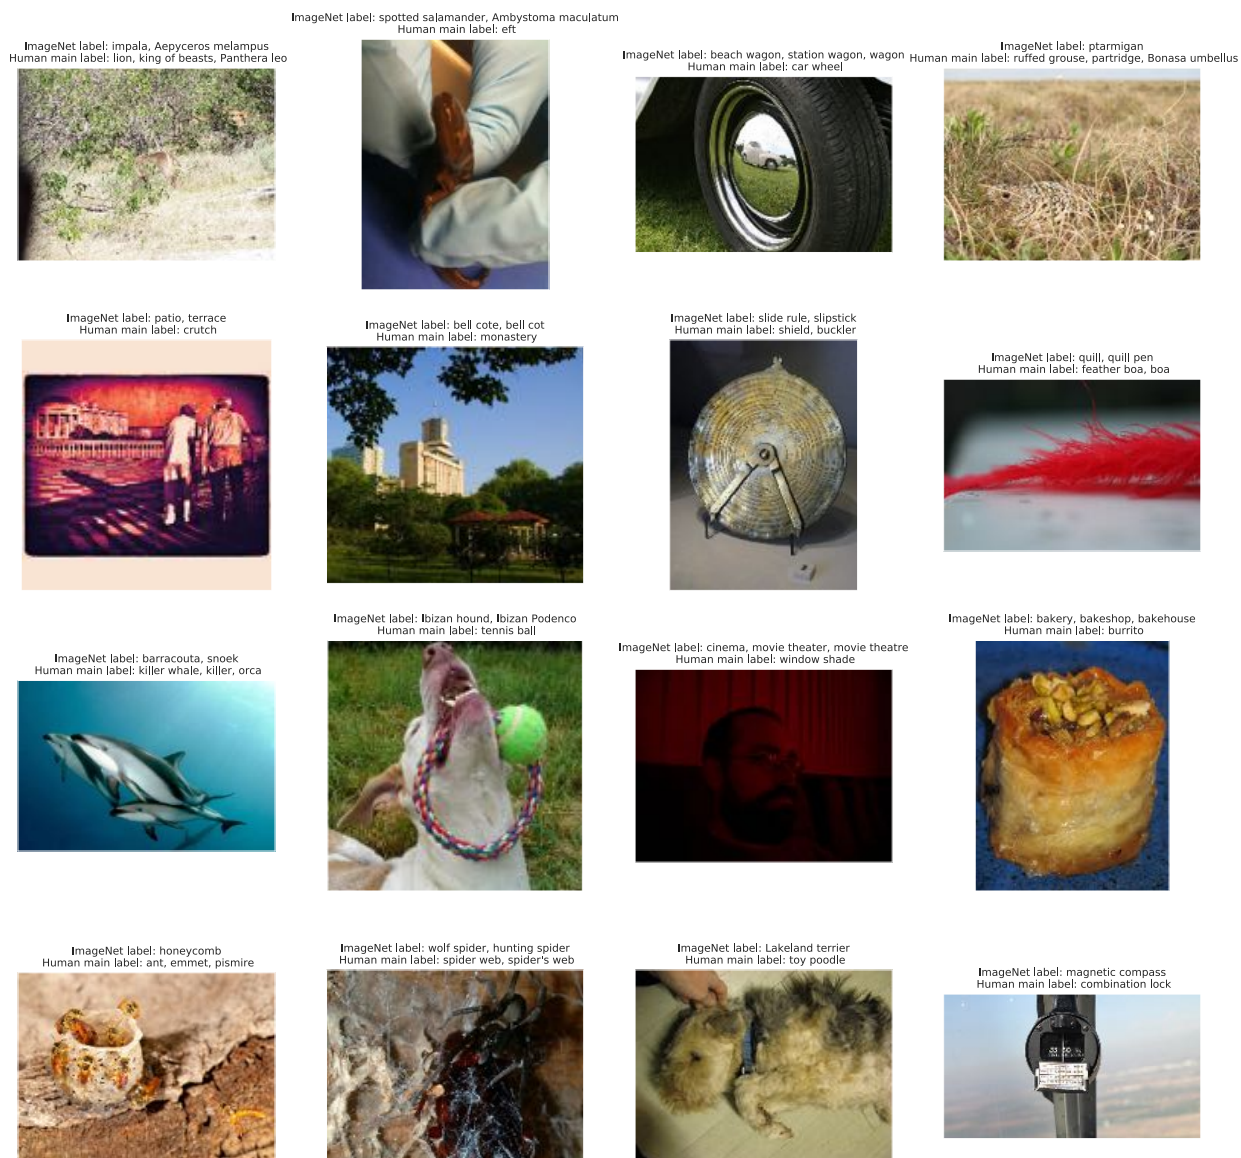 ImageNet label: impala, Aepyceros melampus
Human main label: lion, king of beasts, Panthera leo
ImageNet label: spotted salamander, Ambystoma maculatum
Human main label: eft
ImageNet label: beach wagon, station wagon, wagon
Human main label: car wheel
ImageNet label: ptarmigan
Human main label: ruffed grouse, partridge, Bonasa umbellus
ImageNet label: patio, terrace
Human main label: crutch
ImageNet label: bell cote, bell cot
Human main label: monastery
ImageNet label: slide rule, slipstick
Human main label: shield, buckler
ImageNet label: quill, quill pen
Human main label: feather boa, boa
ImageNet label: barracouta, snoek
Human main label: killer whale, killer, orca
ImageNet label: Ibizan hound, Ibizan Podenco
Human main label: tennis ball
ImageNet label: cinema, movie theater, movie theatre
Human main label: window shade
ImageNet label: bakery, bakeshop, bakehouse
Human main label: burrito
ImageNet label: honeycomb
Human main label: ant, emmet, pismire
ImageNet label: wolf spider, hunting spider
Human main label: spider web, spider's web
ImageNet label: Lakeland terrier
Human main label: toy poodle
ImageNet label: magnetic compass
Human main label: combination lock